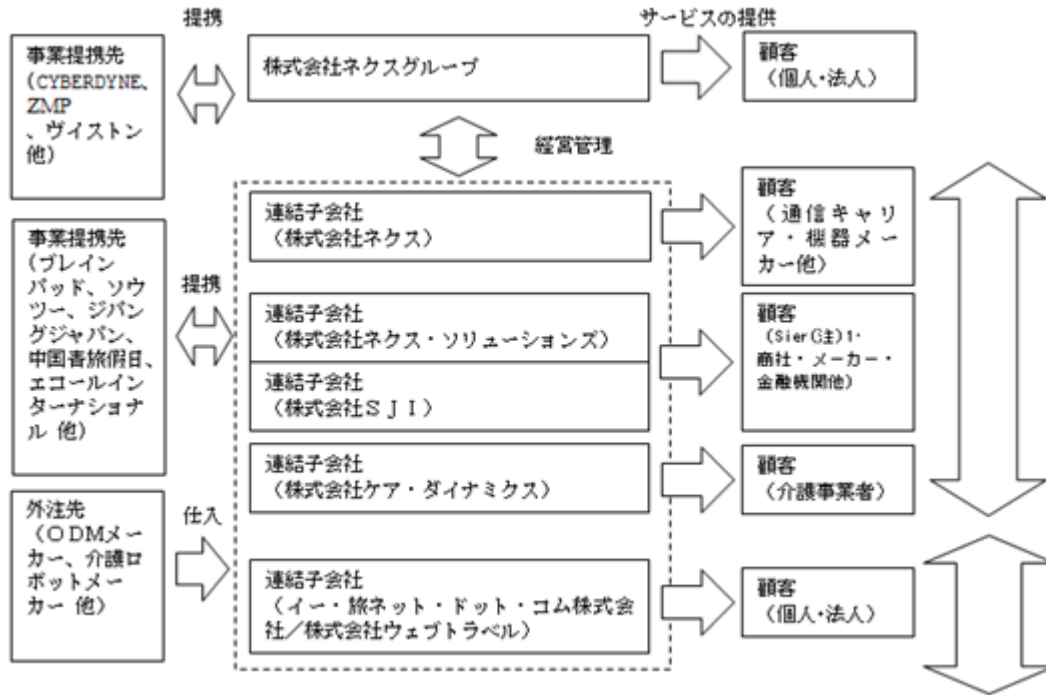 提携
サービスの提供
事業提携先
(CYBERDYNE、
ZMP
、ヴイストン
他)
株式会社ネクスグループ
顧客
(個人・法人)
経営管理
事業提携先
(ブレイン
パッド、ソウ
ツー、ジパン
グジャパン、
中国青旅假日、
エコールイン
ターナショナ
ル 他)
提携
連結子会社
(株式会社ネクス)
顧客
(通信キャリ
ア・機器メー
カー他)
連結子会社
(株式会社ネクス・ソリューションズ)
連結子会社
(株式会社SJI)
顧客
(Sier(注)1・
商社・メーカー・
金融機関他)
連結子会社
(株式会社ケア・ダイナミクス)
顧客
(介護事業者)
外注先
(ODMメー
カー、介護ロ
ボットメー
カー 他)
仕入
連結子会社
(イー・旅ネット・ドット・コム株式会
社/株式会社ウェブトラベル)
顧客
(個人・法人)